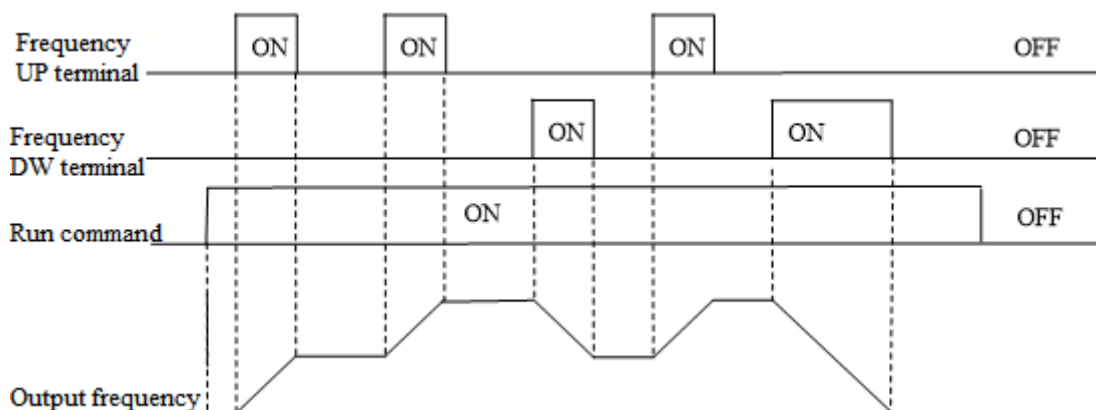 Frequency
UP terminal
ON
ON
ON
OFF
Frequency
DW terminal
ON
ON
OFF
Run command
ON
OFF
Output frequency